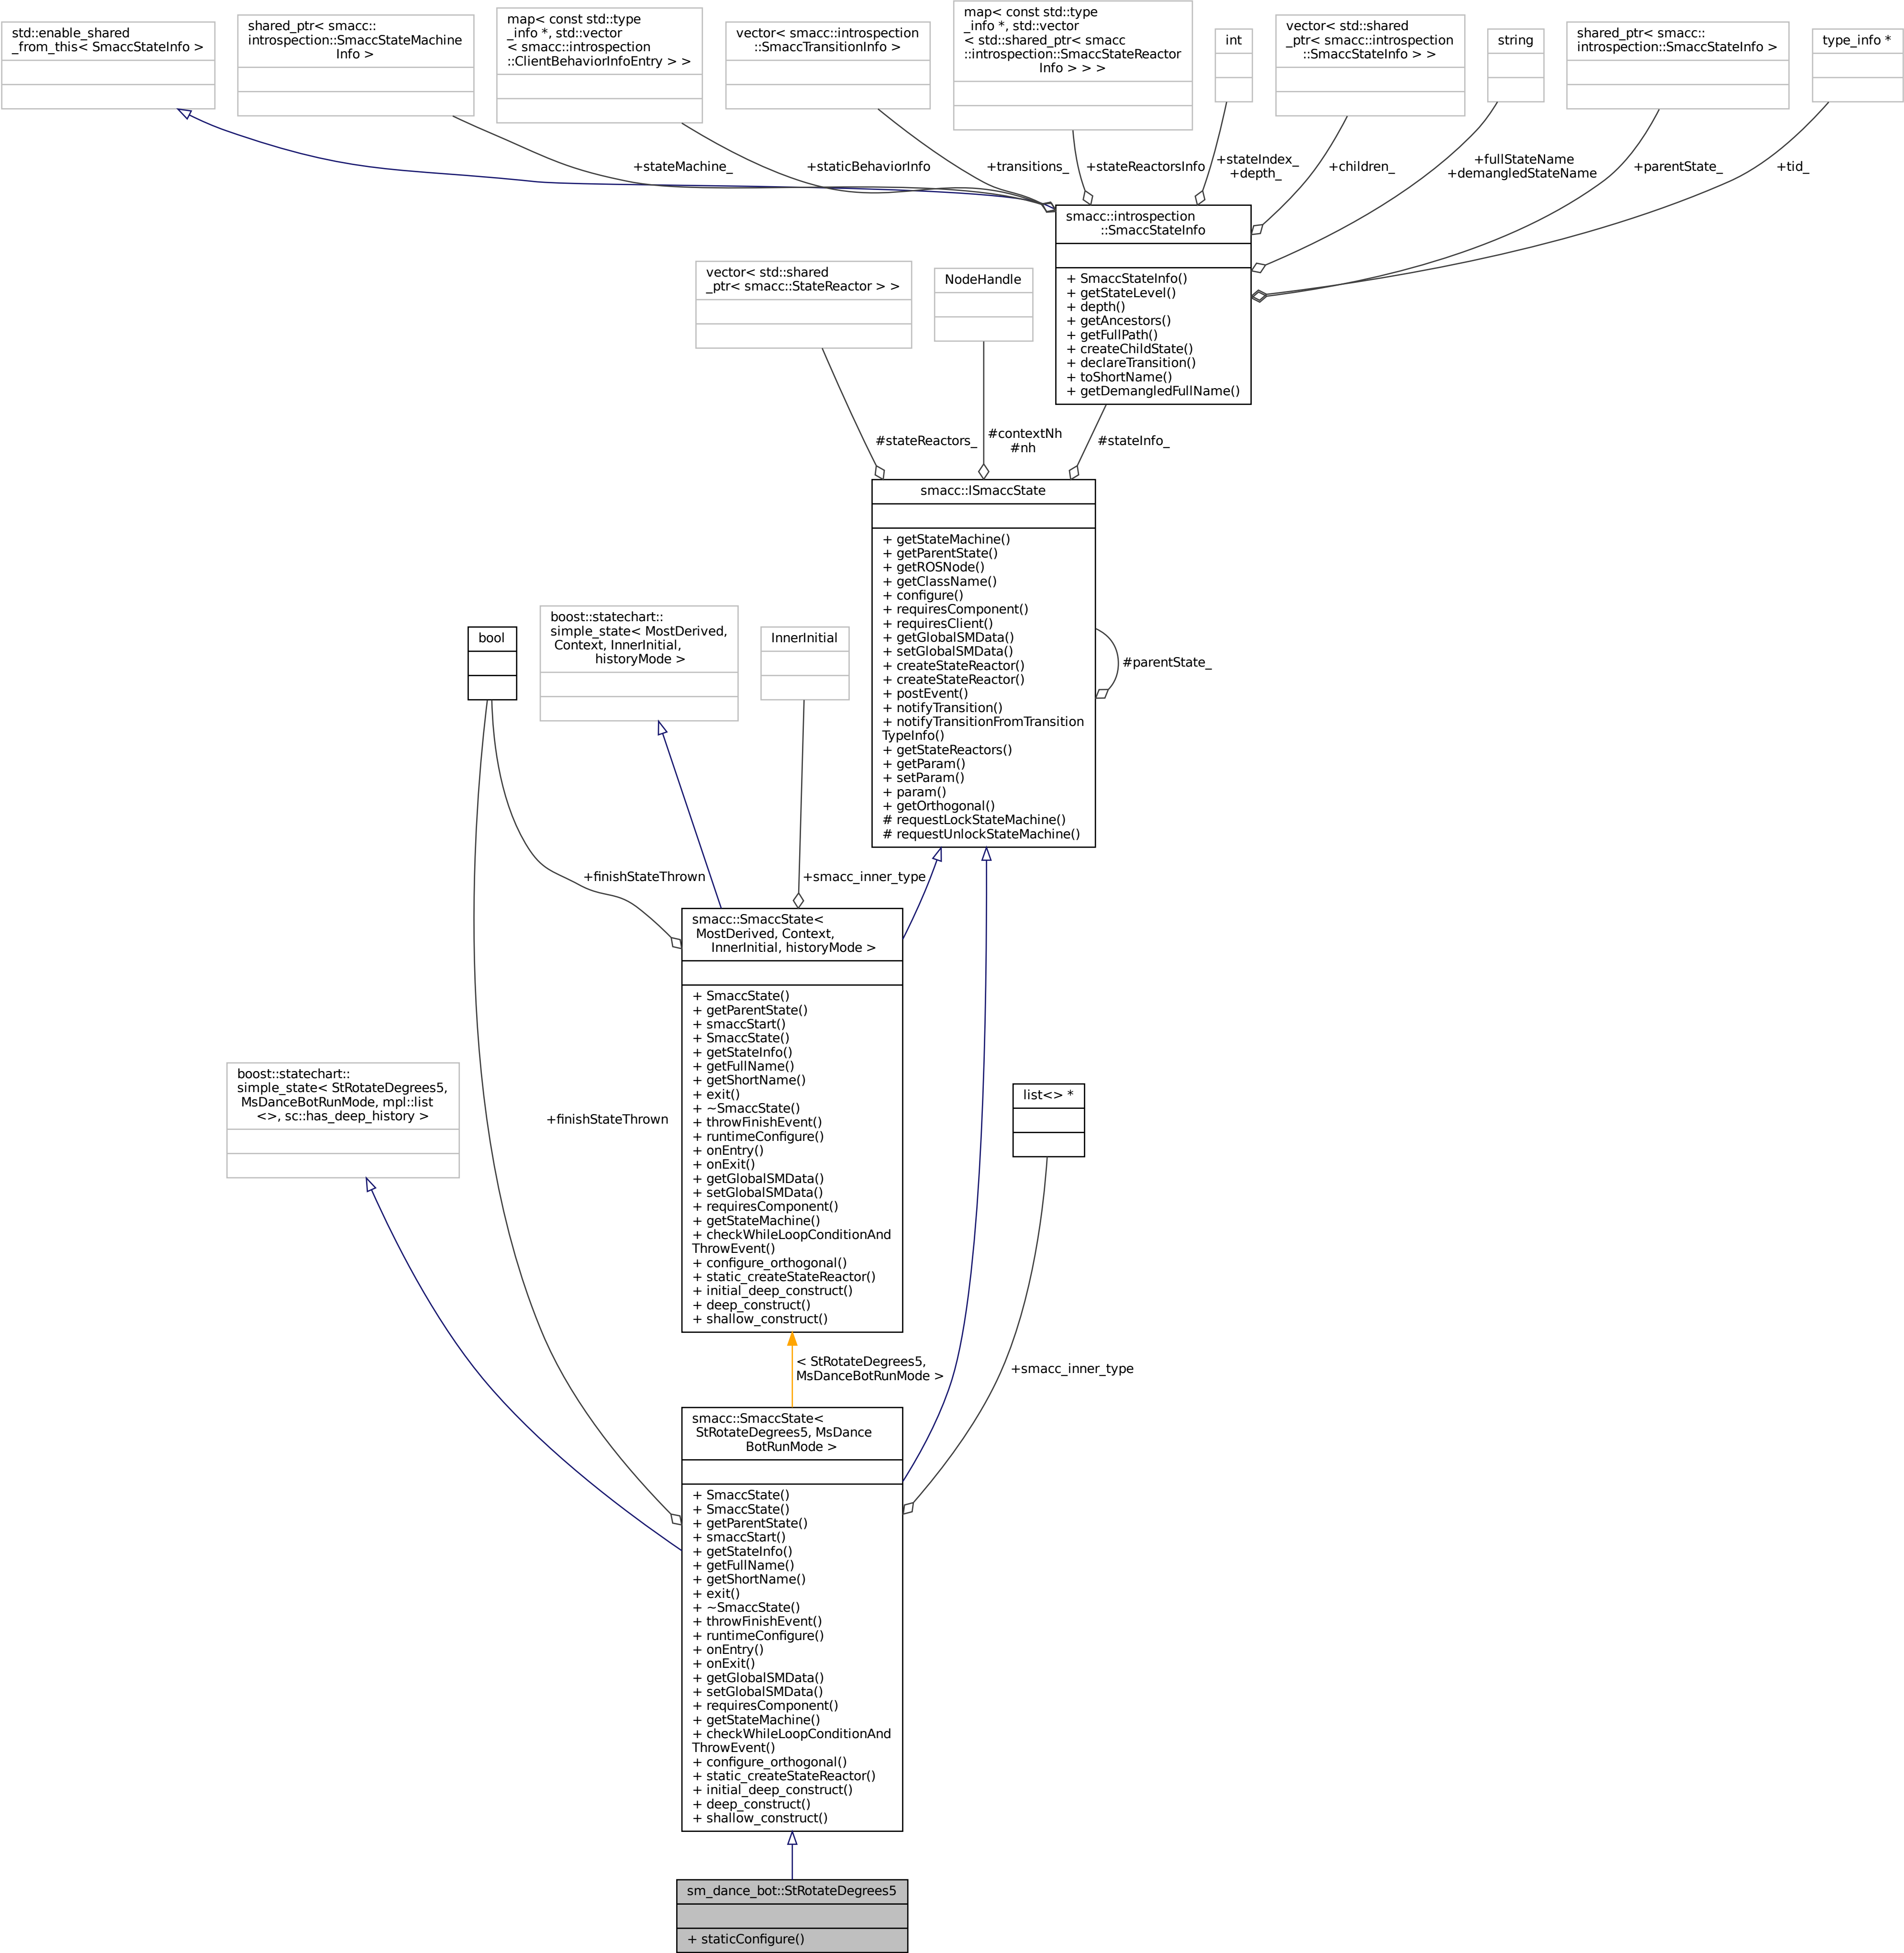 std::enable_shared
_from_this< SmaccStateInfo >
shared_ptr< smacc::
introspection::SmaccStateMachine
Info >
map< const std::type
_info *, std::vector
< smacc::introspection
::ClientBehaviorInfoEntry > >
vector< smacc::introspection
::SmaccTransitionInfo >
map< const std::type
_info *, std::vector
< std::shared_ptr< smacc
::introspection::SmaccStateReactor
Info > > >
int
vector< std::shared
_ptr< smacc::introspection
::SmaccStateInfo > >
string
shared_ptr< smacc::
introspection::SmaccStateInfo >
type_info *
+stateMachine_
+staticBehaviorInfo
+transitions_
+stateReactorsInfo
+stateIndex_
+depth_
+children_
+fullStateName
+demangledStateName
+parentState_
+tid_
smacc::introspection
::SmaccStateInfo
+ SmaccStateInfo()
+ getStateLevel()
+ depth()
+ getAncestors()
+ getFullPath()
+ createChildState()
+ declareTransition()
+ toShortName()
+ getDemangledFullName()
vector< std::shared
_ptr< smacc::StateReactor > >
NodeHandle
#stateReactors_
#contextNh
#nh
#stateInfo_
smacc::ISmaccState
+ getStateMachine()
+ getParentState()
+ getROSNode()
+ getClassName()
+ configure()
+ requiresComponent()
+ requiresClient()
+ getGlobalSMData()
+ setGlobalSMData()
+ createStateReactor()
+ createStateReactor()
+ postEvent()
+ notifyTransition()
+ notifyTransitionFromTransition
TypeInfo()
+ getStateReactors()
+ getParam()
+ setParam()
+ param()
+ getOrthogonal()
# requestLockStateMachine()
# requestUnlockStateMachine()
#parentState_
bool
boost::statechart::
simple_state< MostDerived,
Context, InnerInitial,
historyMode >
InnerInitial
+finishStateThrown
+smacc_inner_type
smacc::SmaccState<
MostDerived, Context,
InnerInitial, historyMode >
+ SmaccState()
+ getParentState()
+ smaccStart()
+ SmaccState()
+ getStateInfo()
+ getFullName()
+ getShortName()
+ exit()
+ ~SmaccState()
+ throwFinishEvent()
+ runtimeConfigure()
+ onEntry()
+ onExit()
+ getGlobalSMData()
+ setGlobalSMData()
+ requiresComponent()
+ getStateMachine()
+ checkWhileLoopConditionAnd
ThrowEvent()
+ configure_orthogonal()
+ static_createStateReactor()
+ initial_deep_construct()
+ deep_construct()
+ shallow_construct()
boost::statechart::
simple_state< StRotateDegrees5,
MsDanceBotRunMode, mpl::list
<>, sc::has_deep_history >
+finishStateThrown
list<> *
< StRotateDegrees5,
MsDanceBotRunMode >
+smacc_inner_type
smacc::SmaccState<
StRotateDegrees5, MsDance
BotRunMode >
+ SmaccState()
+ SmaccState()
+ getParentState()
+ smaccStart()
+ getStateInfo()
+ getFullName()
+ getShortName()
+ exit()
+ ~SmaccState()
+ throwFinishEvent()
+ runtimeConfigure()
+ onEntry()
+ onExit()
+ getGlobalSMData()
+ setGlobalSMData()
+ requiresComponent()
+ getStateMachine()
+ checkWhileLoopConditionAnd
ThrowEvent()
+ configure_orthogonal()
+ static_createStateReactor()
+ initial_deep_construct()
+ deep_construct()
+ shallow_construct()
sm_dance_bot::StRotateDegrees5
+ staticConfigure()